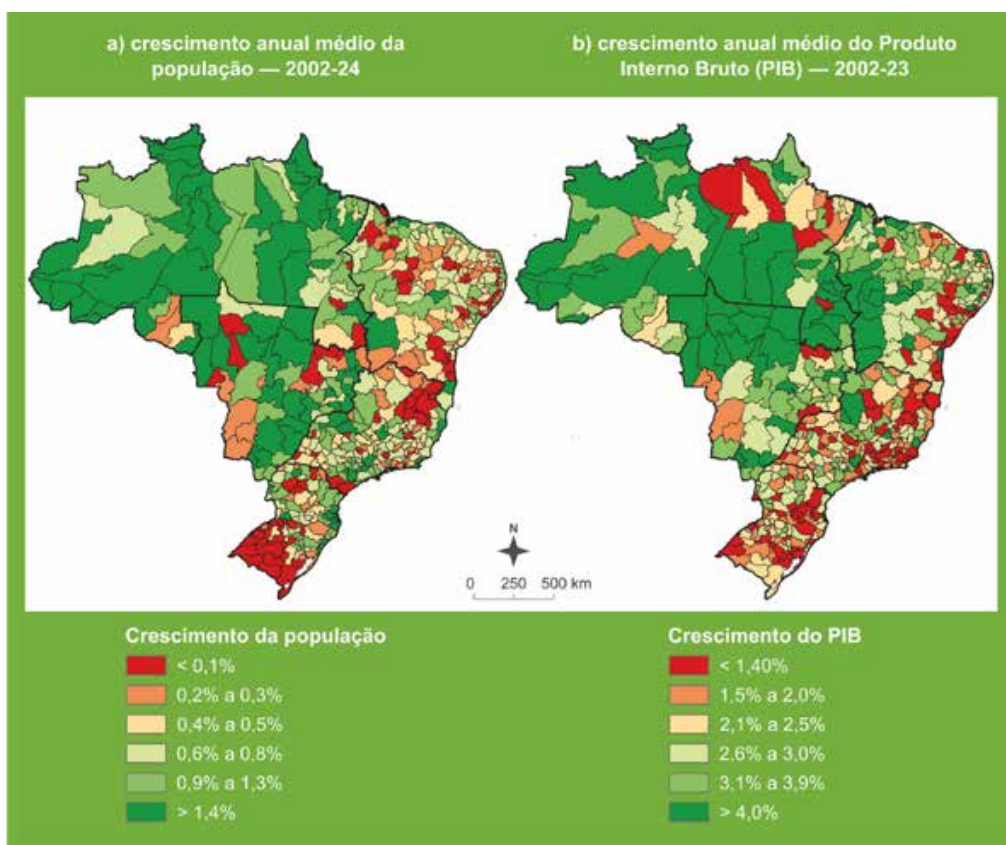 a) crescimento anual médio da
população — 2002-24
b) crescimento anual médio do Produto
Interno Bruto (PIB) — 2002-23
N
0 250 500 km
Crescimento da população
< 0,1%
0,2% a 0,3%
0,4% a 0,5%
0,6% a 0,8%
0,9% a 1,3%
> 1,4%
Crescimento do PIB
< 1,40%
1,5% a 2,0%
2,1% a 2,5%
2,6% a 3,0%
3,1% a 3,9%
> 4,0%